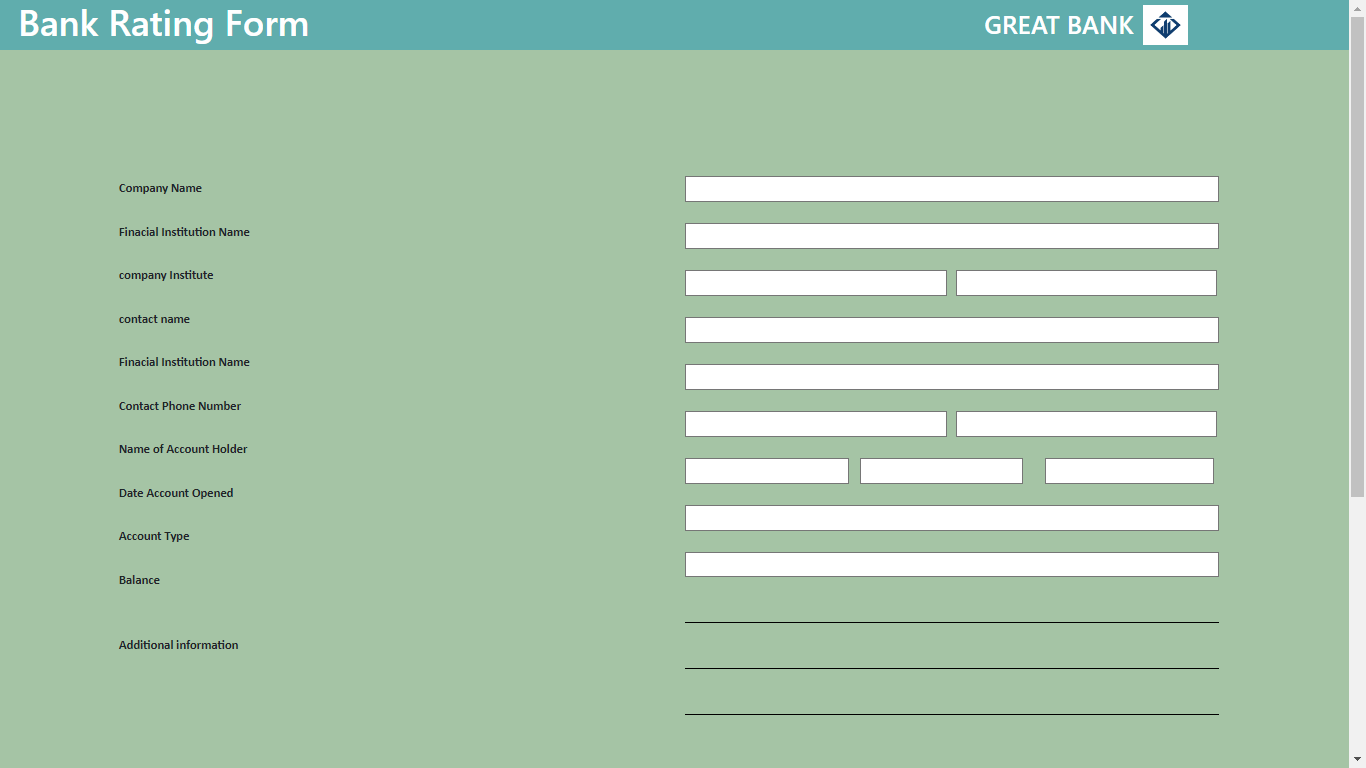 Bank Rating Form
GREAT BANK
Company Name
Finacial Institution Name
company Institute
contact name
Finacial Institution Name
Contact Phone Number
Name of Account Holder
Date Account Opened
Account Type
Balance
Additional information